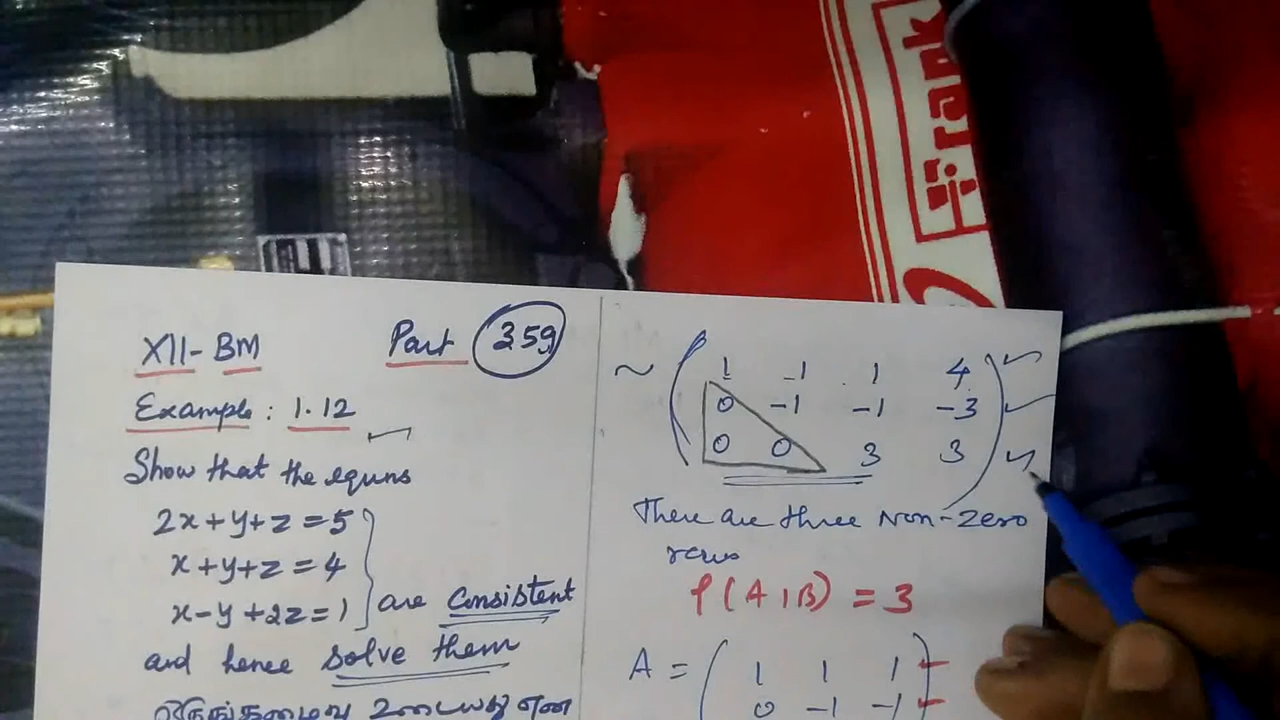 XII-BM Part 359
Example: 1.12
Show that the equns
2x+y+z=5
x+y+z=4
x-y+2z=1 } are Consistent
and hence solve them
~ ( 1 -1 1 4
0 -1 -1 -3
0 0 3 3 )
There are three Non-Zero
rows
ρ(A1B) = 3
A = ( 1 1 1
0 -1 -1 )
Frank